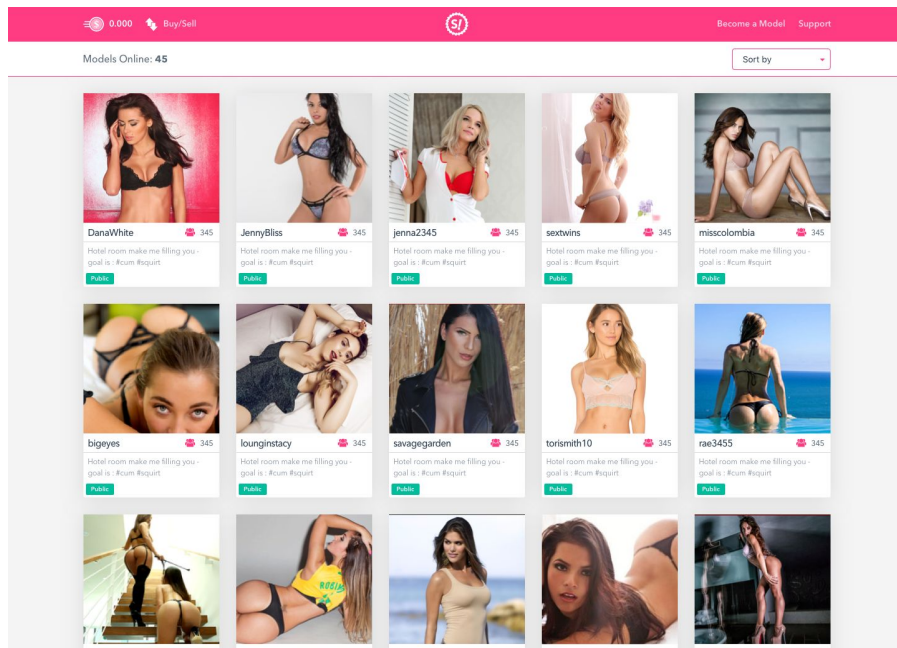 0.000 Buy/Sell S! Become a Model Support
Models Online: 45 Sort by
DanaWhite 345
Hotel room make me filling you -
goal is : #cum #squirt
Public
JennyBliss 345
Hotel room make me filling you -
goal is : #cum #squirt
Public
jenna2345 345
Hotel room make me filling you -
goal is : #cum #squirt
Public
sextwins 345
Hotel room make me filling you -
goal is : #cum #squirt
Public
misscolombia 345
Hotel room make me filling you -
goal is : #cum #squirt
Public
bigeyes 345
Hotel room make me filling you -
goal is : #cum #squirt
Public
lounginstacy 345
Hotel room make me filling you -
goal is : #cum #squirt
Public
savagegarden 345
Hotel room make me filling you -
goal is : #cum #squirt
Public
torismith10 345
Hotel room make me filling you -
goal is : #cum #squirt
Public
rae3455 345
Hotel room make me filling you -
goal is : #cum #squirt
Public